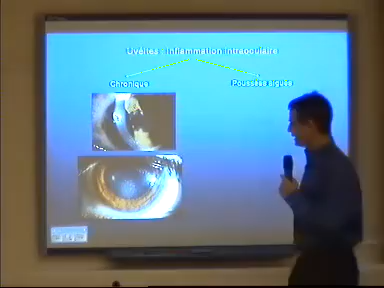 Uvéites : Inflammation intraoculaire
Chronique
Poussées aiguës